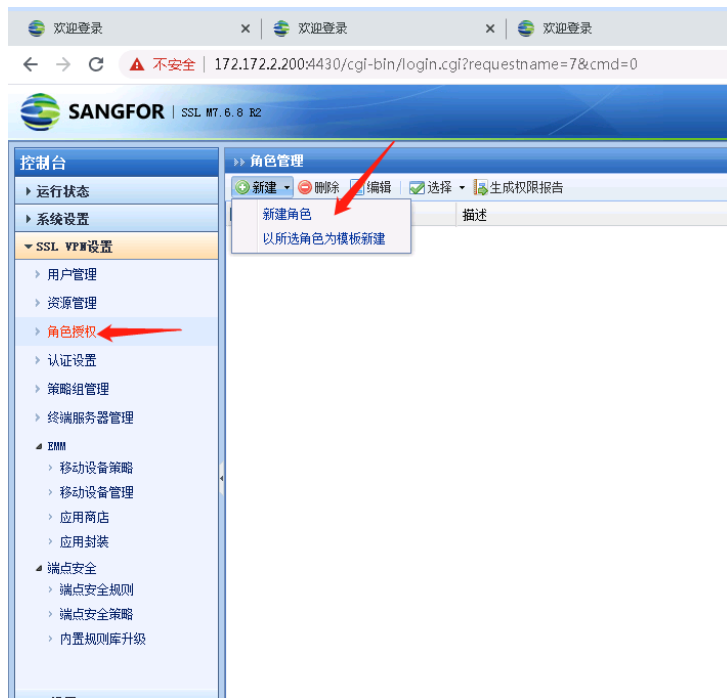 欢迎登录
欢迎登录
欢迎登录
不安全 172.172.2.200:4430/cgi-bin/login.cgi?requestname=7&cmd=0
SANGFOR SSL M7.6.8 R2
控制台
角色管理
运行状态
新建 删除 编辑 选择 生成权限报告
系统设置
新建角色
描述
SSL VPN设置
以所选角色为模板新建
用户管理
资源管理
角色授权
认证设置
策略组管理
终端服务器管理
EMM
移动设备策略
移动设备管理
应用商店
应用封装
端点安全
端点安全规则
端点安全策略
内置规则库升级